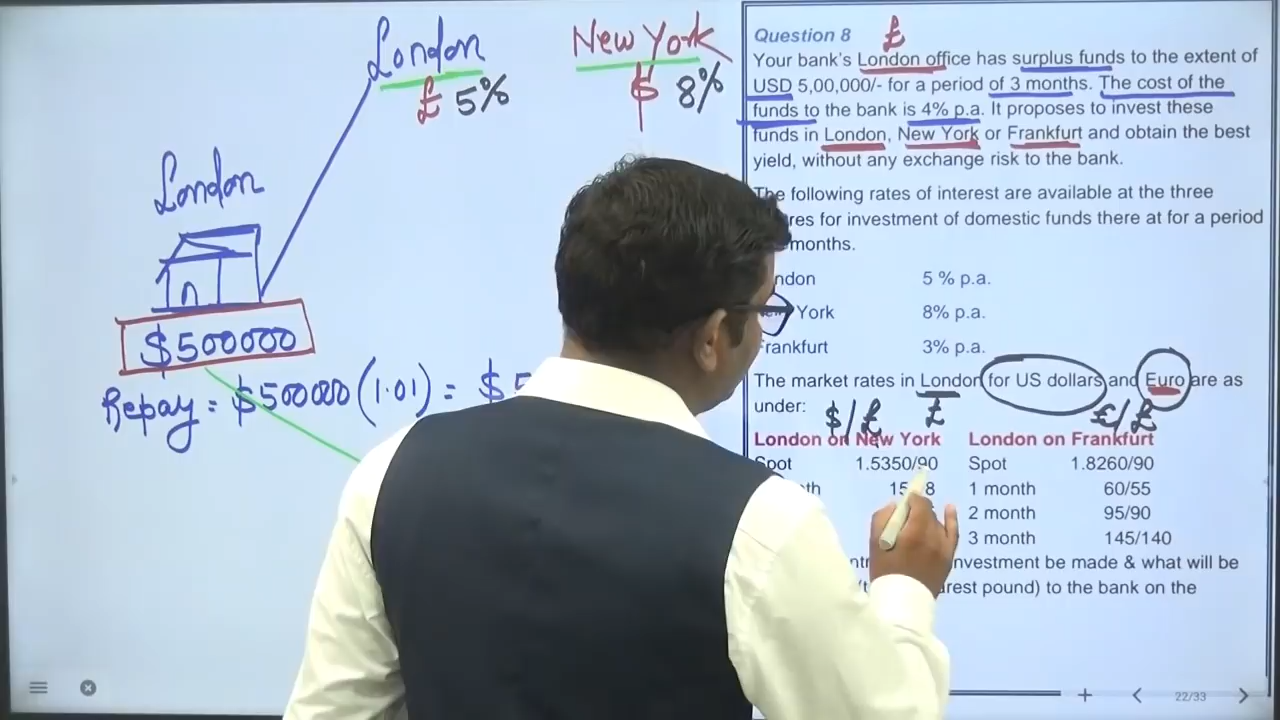 London
£ 5%
New York
$ 8%
London
$500000
Repay = $500000 (1.01) = $5
Question 8
£
Your bank's London office has surplus funds to the extent of
USD 5,00,000/- for a period of 3 months. The cost of the
funds to the bank is 4% p.a. It proposes to invest these
funds in London, New York or Frankfurt and obtain the best
yield, without any exchange risk to the bank.
The following rates of interest are available at the three
for investment of domestic funds there at for a period
months.
5 % p.a.
York 8% p.a.
Frankfurt 3% p.a.
The market rates in London for US dollars and Euro are as
under: $/£ £
London on New York London on Frankfurt
Spot 1.5350/90 Spot 1.8260/90
15 8 1 month 60/55
2 month 95/90
3 month 145/140
investment be made & what will be
pound) to the bank on the
22/33